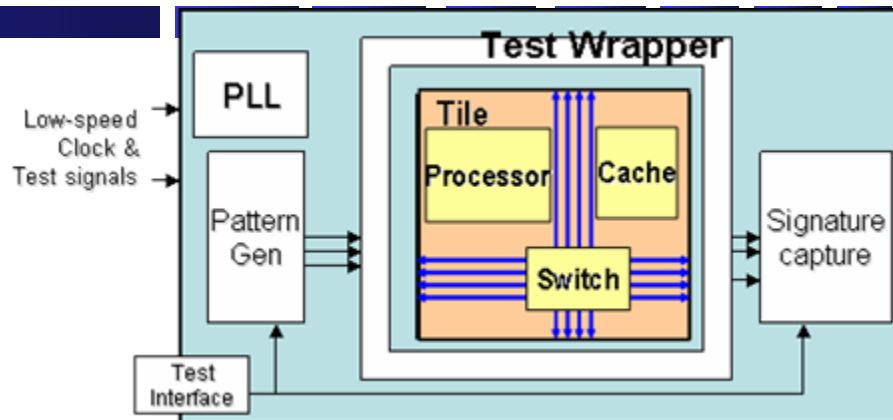 Test Wrapper
PLL
Low-speed
Clock &
Test signals
Tile
Processor
Cache
Pattern
Gen
Signature
capture
Switch
Test
Interface